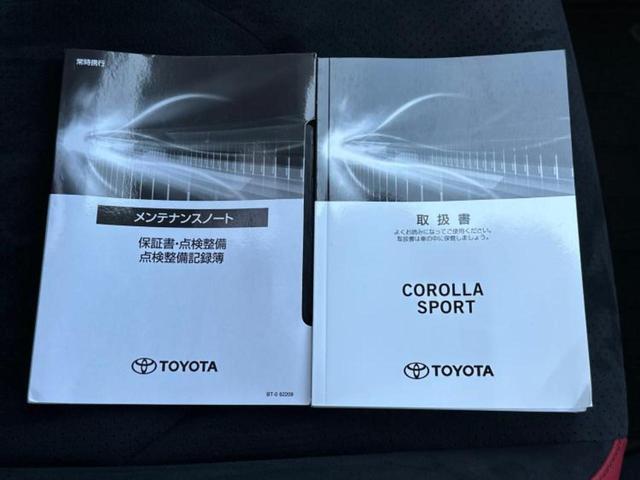 常時携行
メンテナンスノート
保証書・点検整備
点検整備記録簿
TOYOTA
BT-0 82209
取扱書
よくお読みになってご使用ください。
取扱書は車の中に保管しましょう。
COROLLA
SPORT
TOYOTA